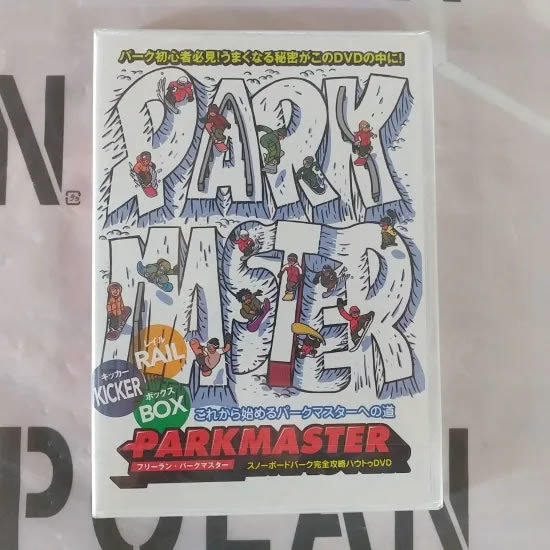 パーク初心者必見!うまくなる秘密がこのDVDの中に!
PARK
MASTER
レイル
RAIL
キッカー
KICKER
ボックス
BOX
これから始めるパークマスターへの道
PARKMASTER
フリーラン・パークマスター
スノーボードパーク完全攻略ハウトゥDVD